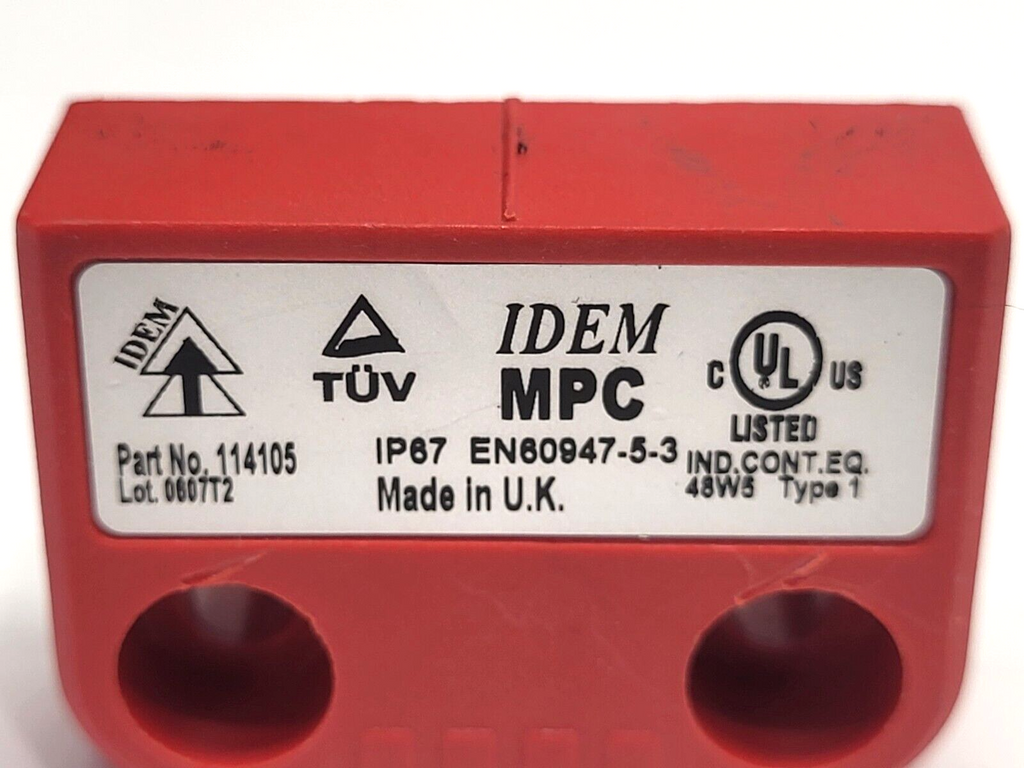 IDEM
TÜV
IDEM
MPC
C UL US
LISTED
Part No. 114105
Lot. 0607T2
IP67 EN60947-5-3
Made in U.K.
IND.CONT.EQ.
48W5 Type 1